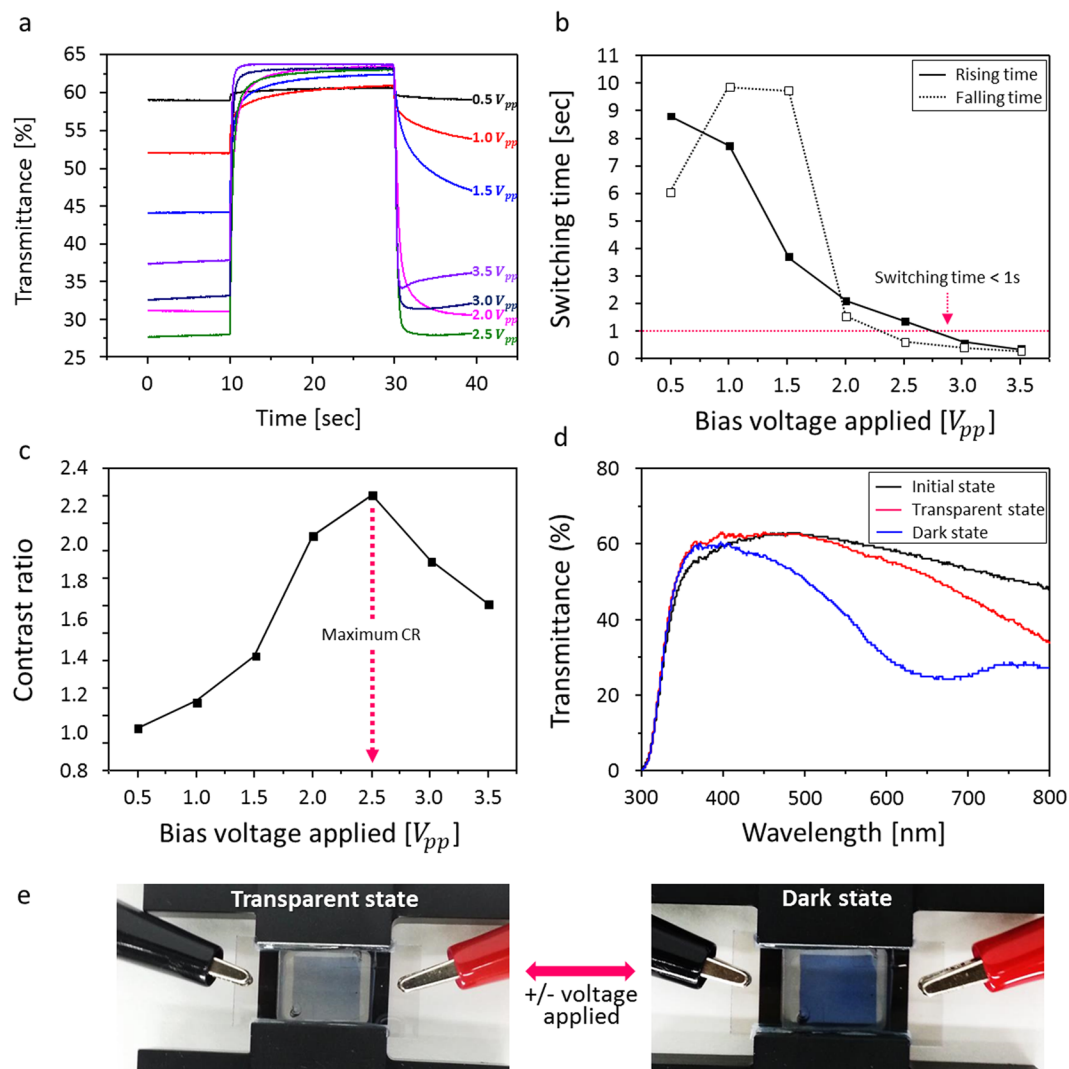 a
65
60
55
50
45
40
35
30
25
Transmittance [%]
0.5 Vpp
1.0 Vpp
1.5 Vpp
3.5 Vpp
3.0 Vpp
2.0 Vpp
2.5 Vpp
0 10 20 30 40
Time [sec]
b
11
10
9
8
7
6
5
4
3
2
1
0
Switching time [sec]
Rising time
Falling time
Switching time < 1s
0.5 1.0 1.5 2.0 2.5 3.0 3.5
Bias voltage applied [Vpp]
c
2.4
2.2
2.0
1.8
1.6
1.4
1.2
1.0
0.8
Contrast ratio
Maximum CR
0.5 1.0 1.5 2.0 2.5 3.0 3.5
Bias voltage applied [Vpp]
d
80
60
40
20
0
Transmittance (%)
Initial state
Transparent state
Dark state
300 400 500 600 700 800
Wavelength [nm]
e
Transparent state
+/- voltage
applied
Dark state